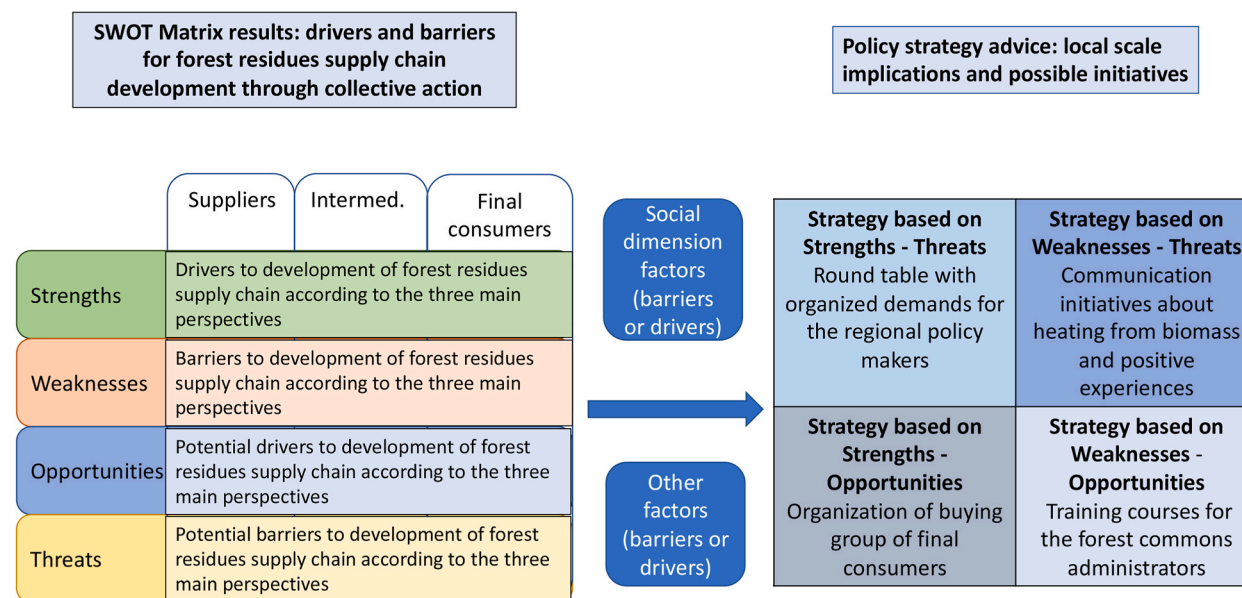 SWOT Matrix results: drivers and barriers
for forest residues supply chain
development through collective action
Policy strategy advice: local scale
implications and possible initiatives
Suppliers
Intermed.
Final
consumers
Strengths
Drivers to development of forest residues
supply chain according to the three main
perspectives
Weaknesses
Barriers to development of forest residues
supply chain according to the three main
perspectives
Opportunities
Potential drivers to development of forest
residues supply chain according to the three
main perspectives
Threats
Potential barriers to development of forest
residues supply chain according to the three
main perspectives
Social
dimension
factors
(barriers
or drivers)
Other
factors
(barriers or
drivers)
Strategy based on
Strengths - Threats
Round table with
organized demands for
the regional policy
makers
Strategy based on
Weaknesses - Threats
Communication
initiatives about
heating from biomass
and positive
experiences
Strategy based on
Strengths -
Opportunities
Organization of buying
group of final
consumers
Strategy based on
Weaknesses -
Opportunities
Training courses for
the forest commons
administrators